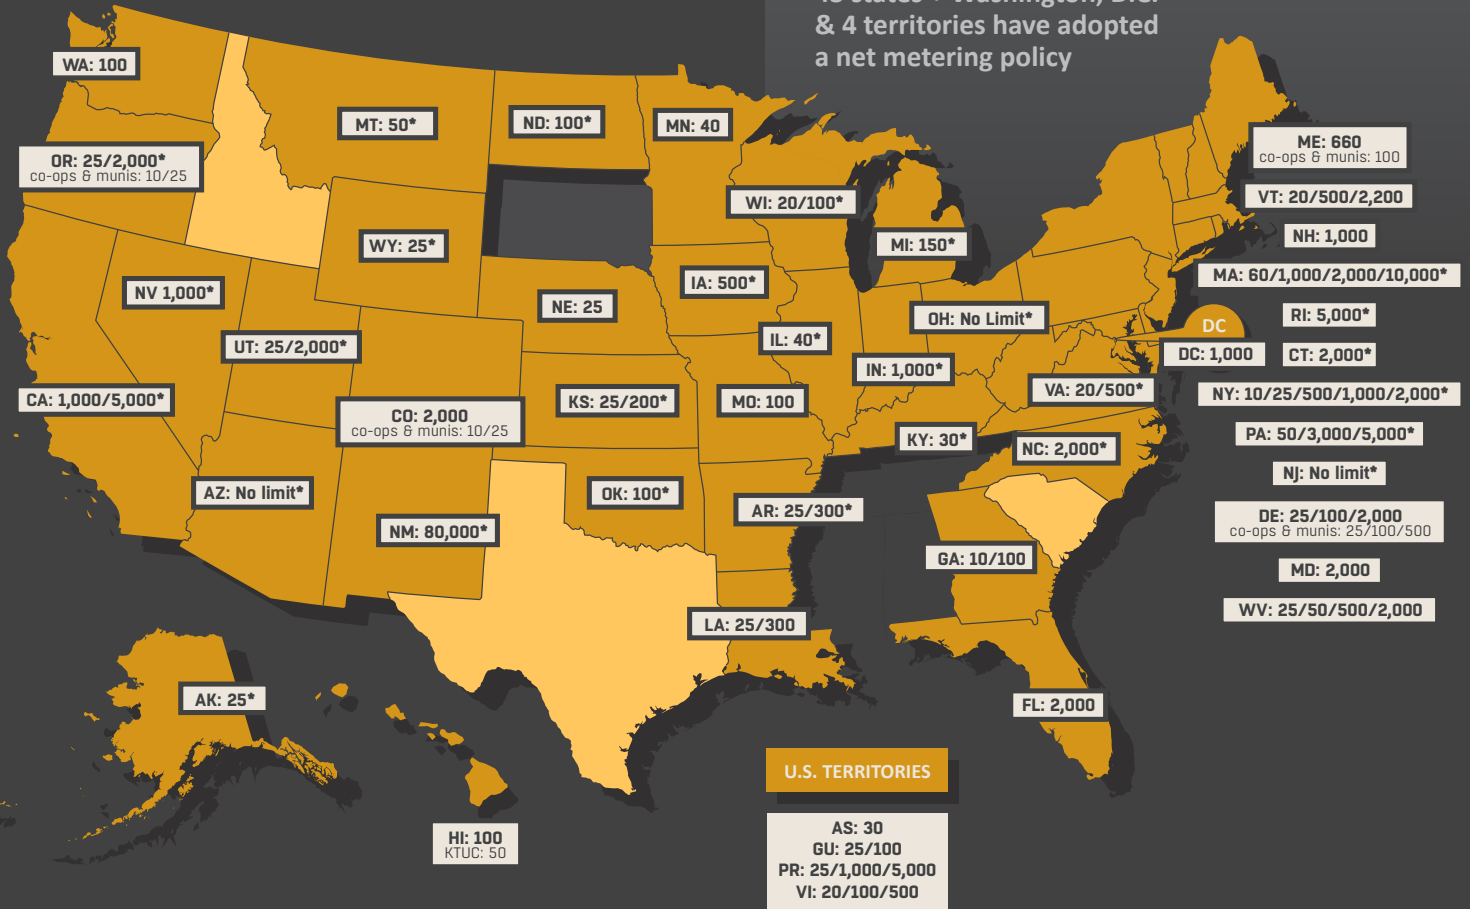 & 4 territories have adopted
a net metering policy
WA: 100
MT: 50*
ND: 100*
MN: 40
ME: 660
co-ops & munis: 100
OR: 25/2,000*
co-ops & munis: 10/25
WI: 20/100*
VT: 20/500/2,200
WY: 25*
MI: 150*
NH: 1,000
NV 1,000*
IA: 500*
MA: 60/1,000/2,000/10,000*
NE: 25
OH: No Limit*
RI: 5,000*
DC
UT: 25/2,000*
IL: 40*
DC: 1,000
CT: 2,000*
IN: 1,000*
CA: 1,000/5,000*
KS: 25/200*
MO: 100
VA: 20/500*
NY: 10/25/500/1,000/2,000*
CO: 2,000
co-ops & munis: 10/25
KY: 30*
NC: 2,000*
PA: 50/3,000/5,000*
NJ: No limit*
AZ: No limit*
OK: 100*
AR: 25/300*
DE: 25/100/2,000
co-ops & munis: 25/100/500
NM: 80,000*
GA: 10/100
MD: 2,000
LA: 25/300
WV: 25/50/500/2,000
AK: 25*
FL: 2,000
U.S. TERRITORIES
HI: 100
KTUC: 50
AS: 30
GU: 25/100
PR: 25/1,000/5,000
VI: 20/100/500